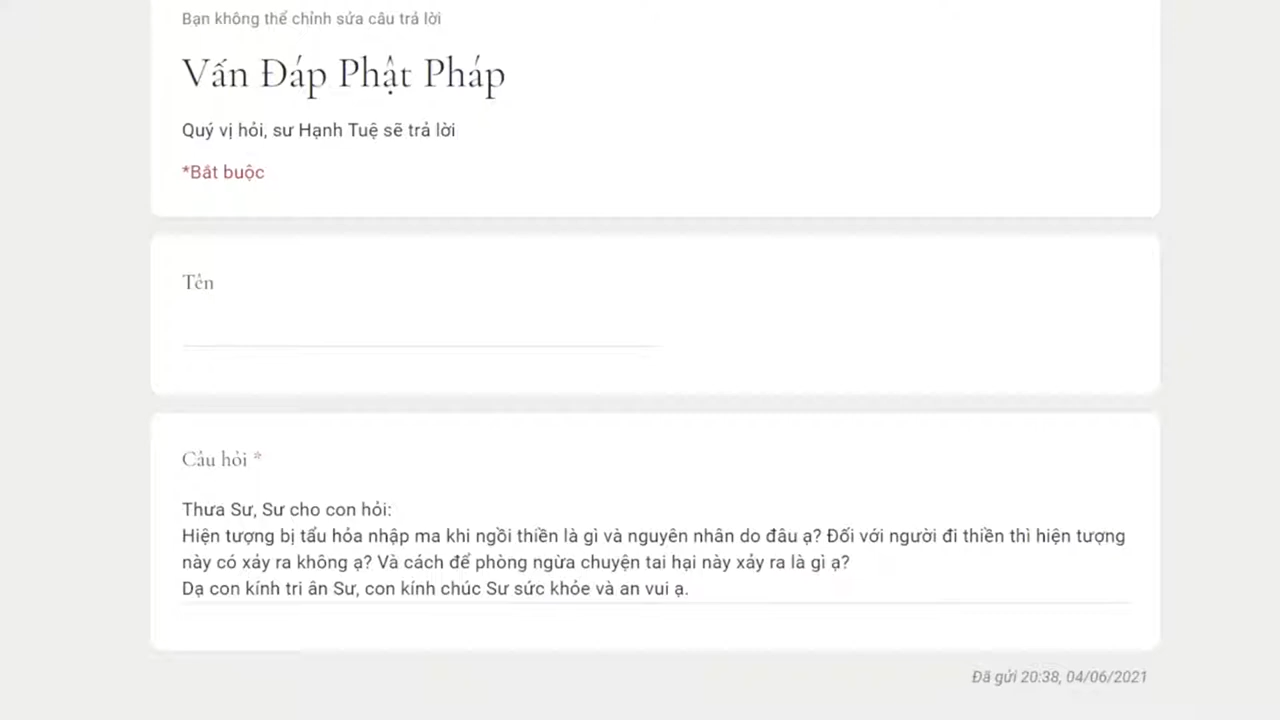 Bạn không thể chỉnh sửa câu trả lời
Vấn Đáp Phật Pháp
Quý vị hỏi, sư Hạnh Tuệ sẽ trả lời
*Bắt buộc
Tên
Câu hỏi *
Thưa Sư, Sư cho con hỏi:
Hiện tượng bị tẩu hỏa nhập ma khi ngồi thiền là gì và nguyên nhân do đâu ạ? Đối với người đi thiền thì hiện tượng
này có xảy ra không ạ? Và cách để phòng ngừa chuyện tai hại này xảy ra là gì ạ?
Dạ con kính tri ân Sư, con kính chúc Sư sức khỏe và an vui ạ.
Đã gửi 20:38, 04/06/2021